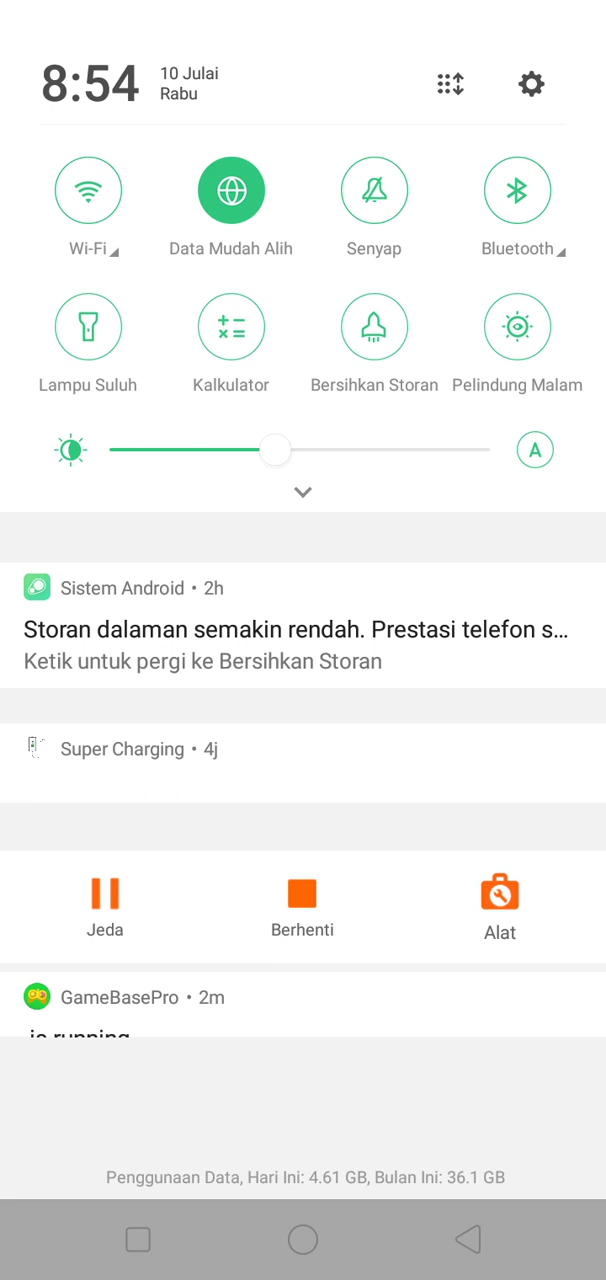 8:54
10 Julai
Rabu
Wi-Fi
Data Mudah Alih
Senyap
Bluetooth
Lampu Suluh
Kalkulator
Bersihkan Storan
Pelindung Malam
A
Sistem Android • 2h
Storan dalaman semakin rendah. Prestasi telefon s...
Ketik untuk pergi ke Bersihkan Storan
Super Charging • 4j
Jeda
Berhenti
Alat
GameBasePro • 2m
is running
Penggunaan Data, Hari Ini: 4.61 GB, Bulan Ini: 36.1 GB